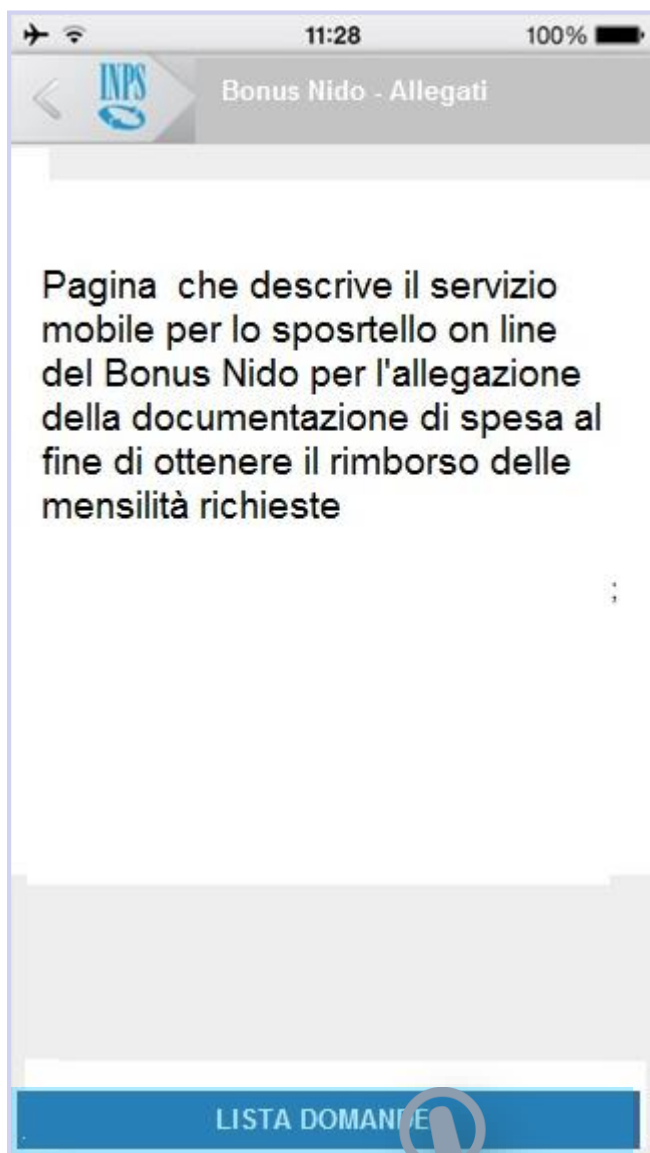 11:28 100%
INPS Bonus Nido - Allegati
Pagina che descrive il servizio
mobile per lo sposrtello on line
del Bonus Nido per l'allegazione
della documentazione di spesa al
fine di ottenere il rimborso delle
mensilità richieste
;
LISTA DOMANDE